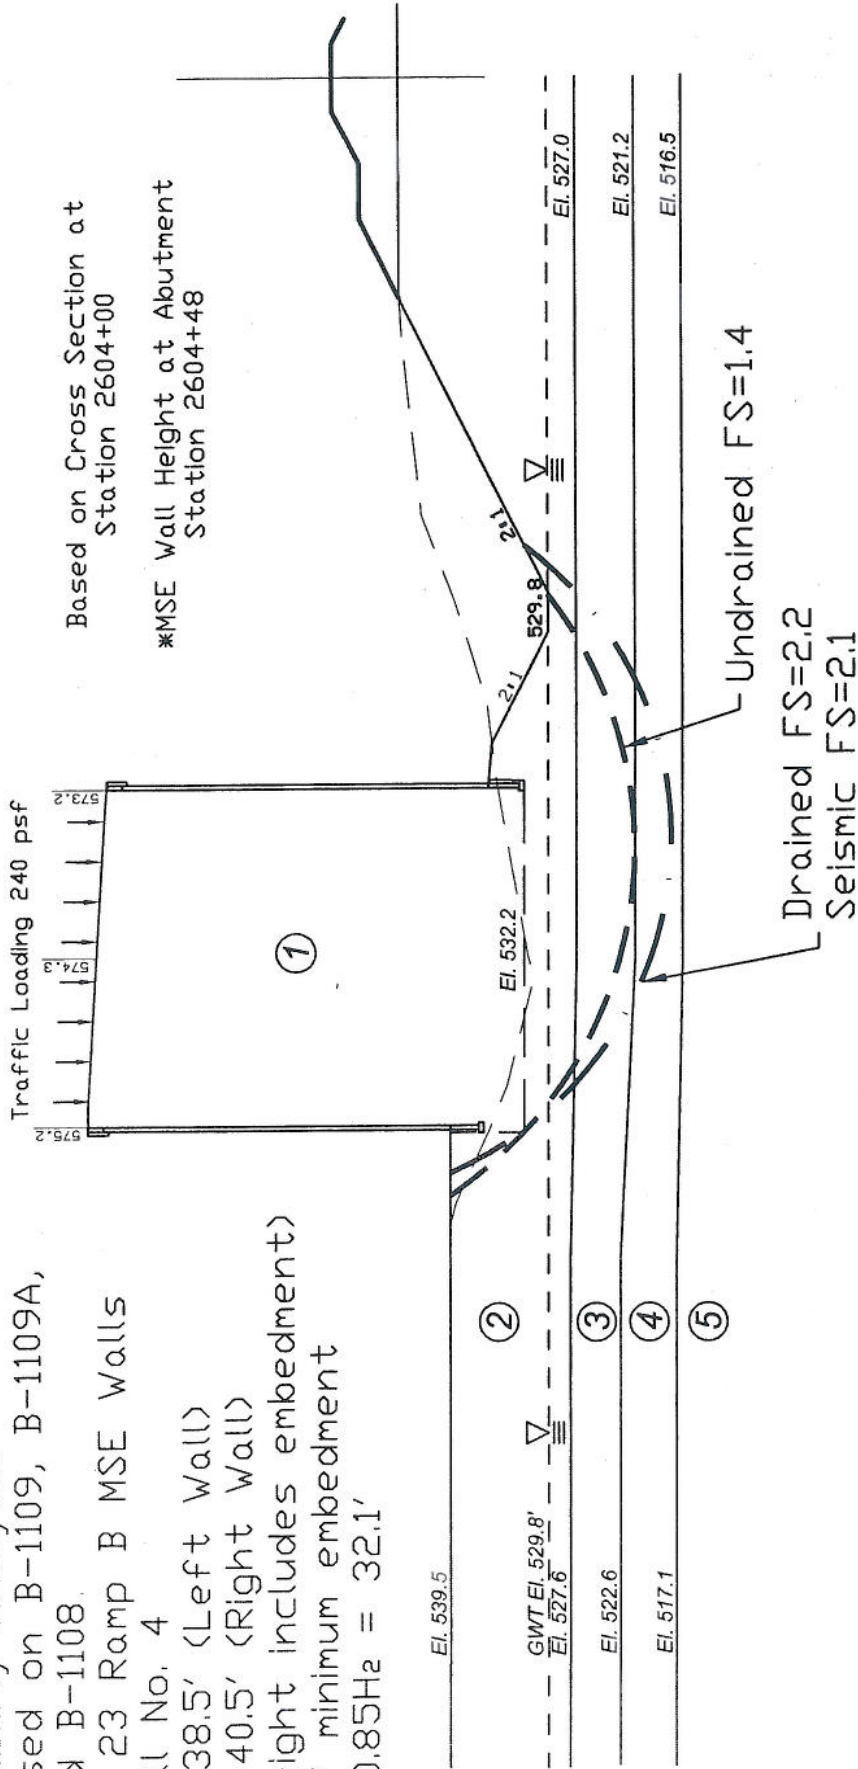 sed on B-1109, B-1109A,
B-1108.
23 Ramp B MSE Walls
No. 4
38.5' (Left Wall)
40.5' (Right Wall)
ight includes embedment)
minimum embedment
0.85H2 = 32.1'
Traffic Loading 240 psf
575.2
574.3
573.2
Based on Cross Section at
Station 2604+00
*MSE Wall Height at Abutment
Station 2604+48
1
El. 532.2
2:1
529.8
2:1
El. 539.5
2
GWT El. 529.8'
El. 527.6
El. 527.0
3
El. 522.6
El. 521.2
4
El. 517.1
El. 516.5
5
Undrained FS=1.4
Drained FS=2.2
Seismic FS=2.1